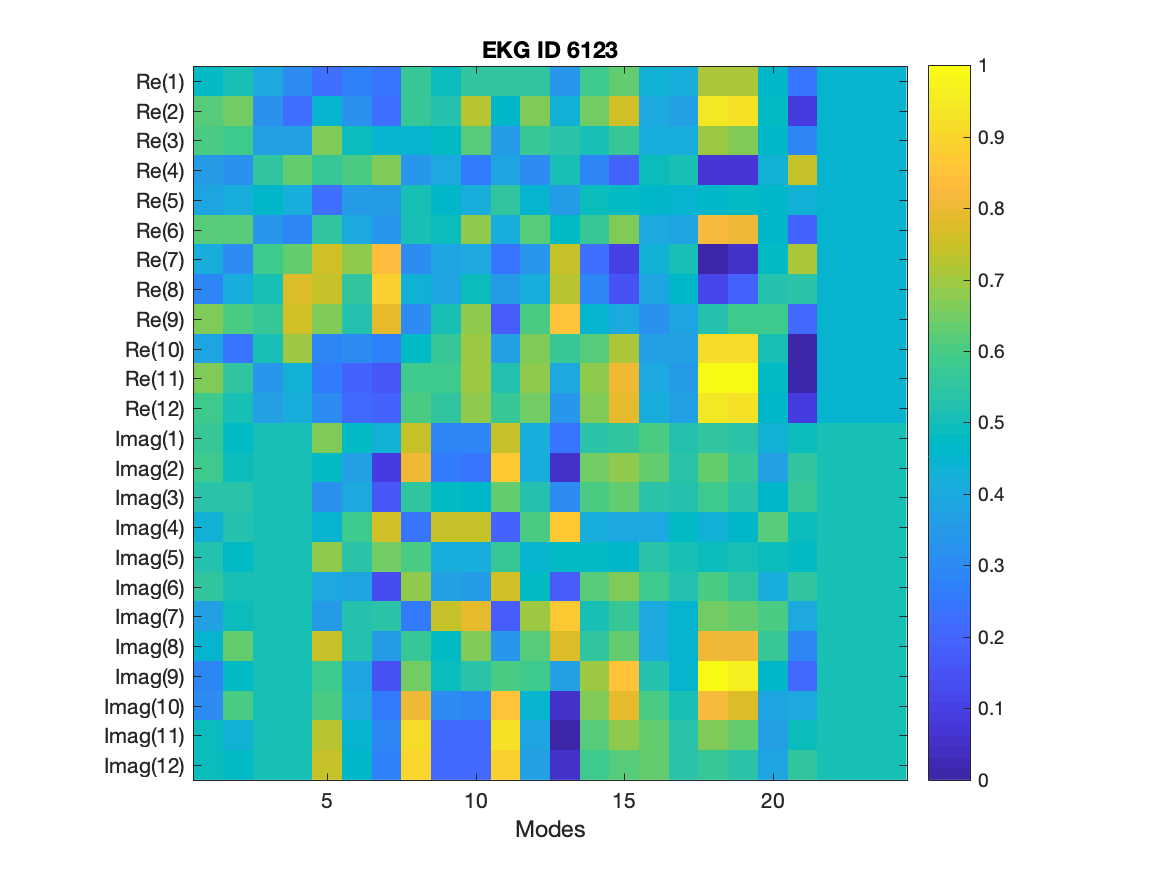 EKG ID 6123
Re(1)
Re(2)
Re(3)
Re(4)
Re(5)
Re(6)
Re(7)
Re(8)
Re(9)
Re(10)
Re(11)
Re(12)
Imag(1)
Imag(2)
Imag(3)
Imag(4)
Imag(5)
Imag(6)
Imag(7)
Imag(8)
Imag(9)
Imag(10)
Imag(11)
Imag(12)
5 10 15 20
Modes
1
0.9
0.8
0.7
0.6
0.5
0.4
0.3
0.2
0.1
0